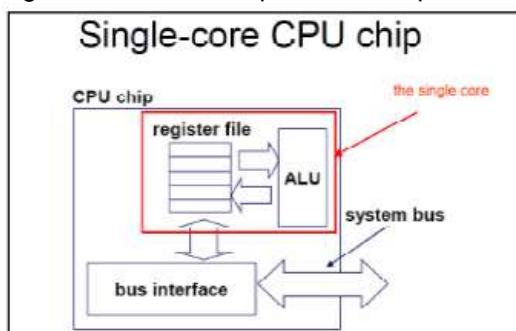 Single-core CPU chip
CPU chip
the single core
register file
ALU
system bus
bus interface